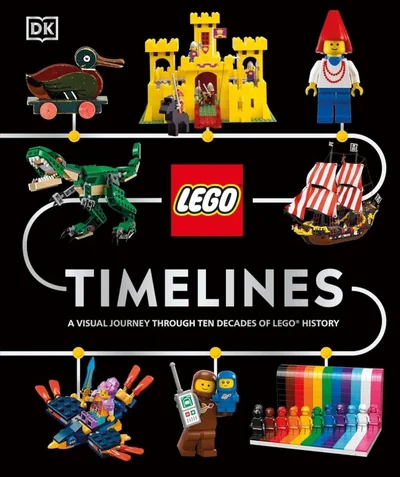 DK
LEGO
TIMELINES
A VISUAL JOURNEY THROUGH TEN DECADES OF LEGO® HISTORY